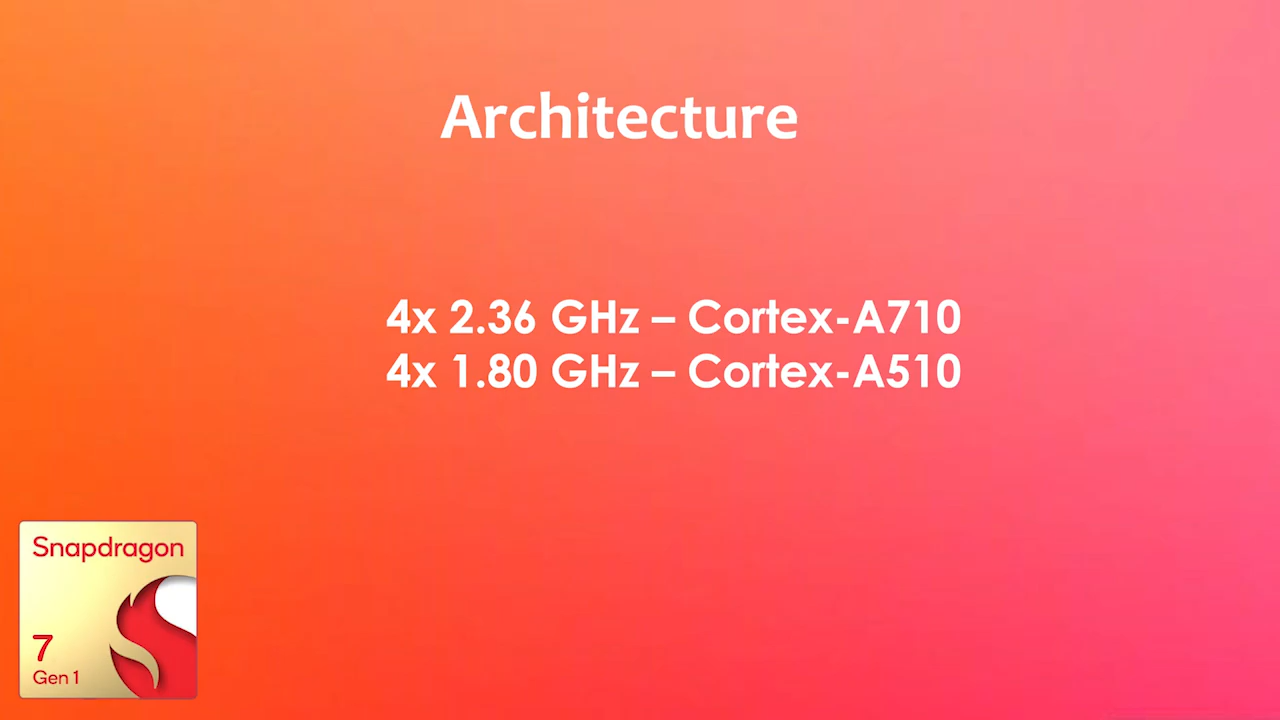 Architecture
4x 2.36 GHz – Cortex-A710
4x 1.80 GHz – Cortex-A510
Snapdragon
7
Gen 1